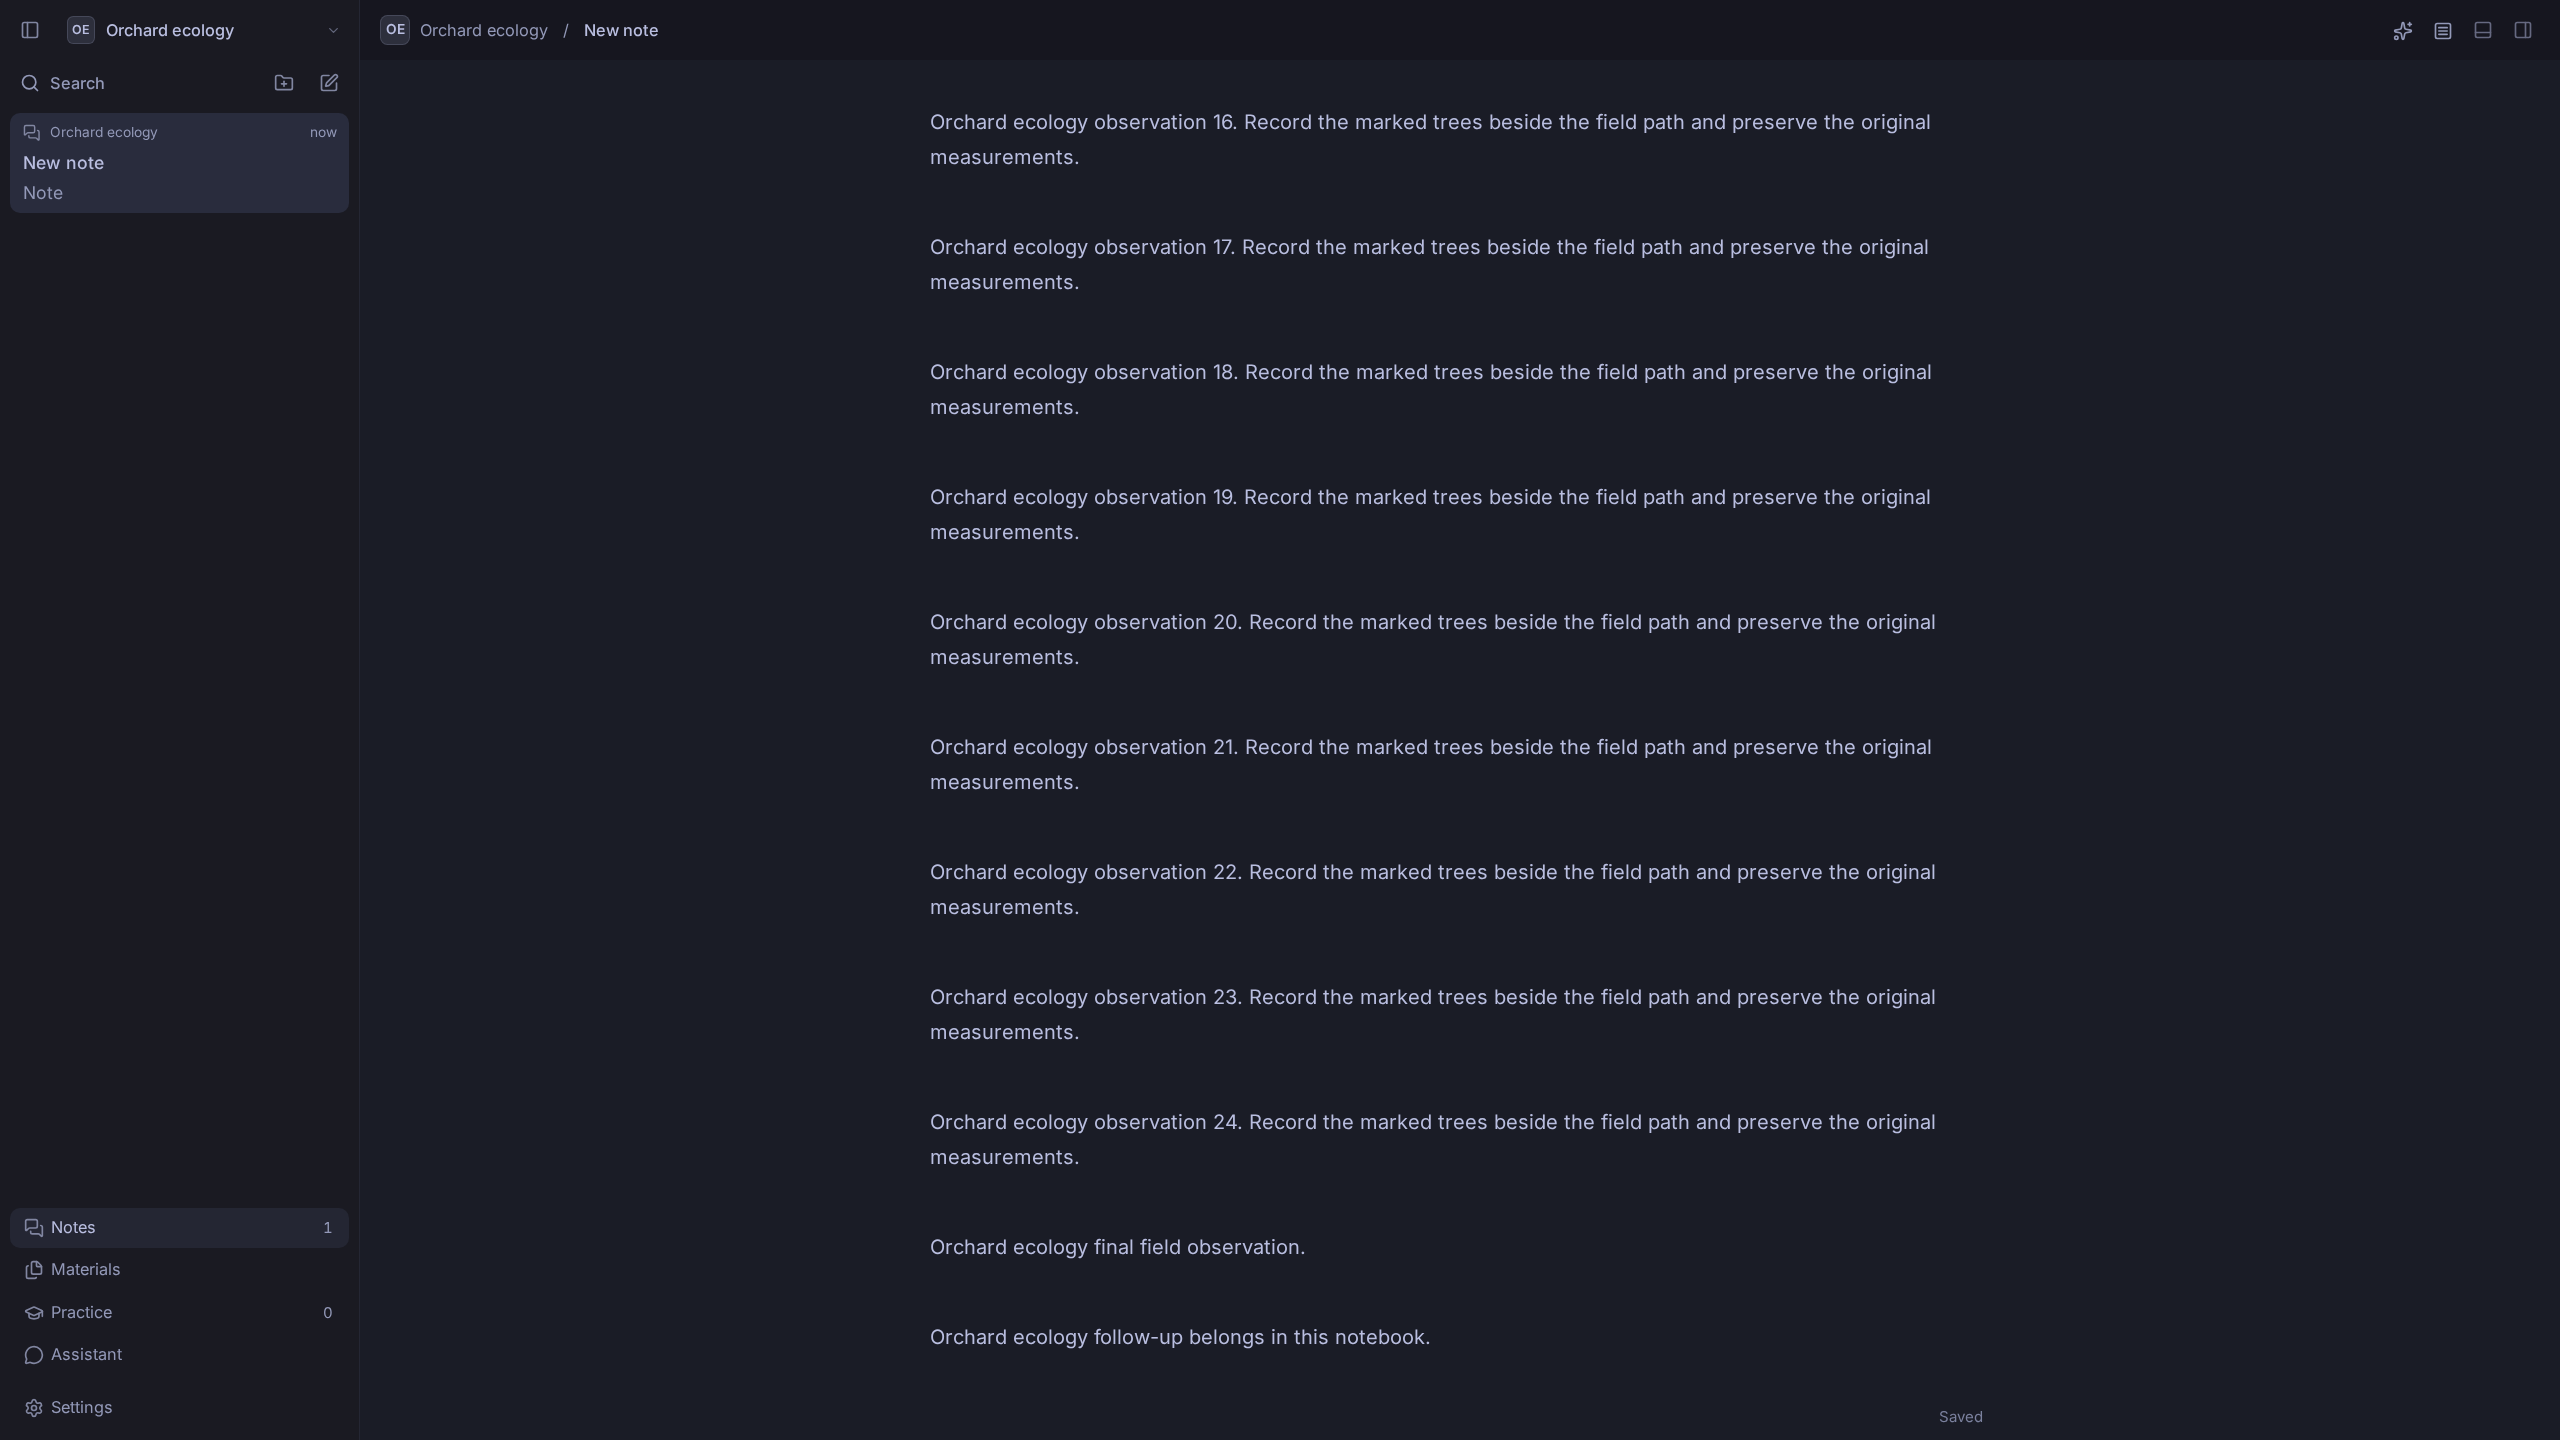 OE Orchard ecology
Search
Orchard ecology now
New note
Note
Notes 1
Materials
Practice 0
Assistant
Settings
OE Orchard ecology / New note
Orchard ecology observation 16. Record the marked trees beside the field path and preserve the original
measurements.
Orchard ecology observation 17. Record the marked trees beside the field path and preserve the original
measurements.
Orchard ecology observation 18. Record the marked trees beside the field path and preserve the original
measurements.
Orchard ecology observation 19. Record the marked trees beside the field path and preserve the original
measurements.
Orchard ecology observation 20. Record the marked trees beside the field path and preserve the original
measurements.
Orchard ecology observation 21. Record the marked trees beside the field path and preserve the original
measurements.
Orchard ecology observation 22. Record the marked trees beside the field path and preserve the original
measurements.
Orchard ecology observation 23. Record the marked trees beside the field path and preserve the original
measurements.
Orchard ecology observation 24. Record the marked trees beside the field path and preserve the original
measurements.
Orchard ecology final field observation.
Orchard ecology follow-up belongs in this notebook.
Saved